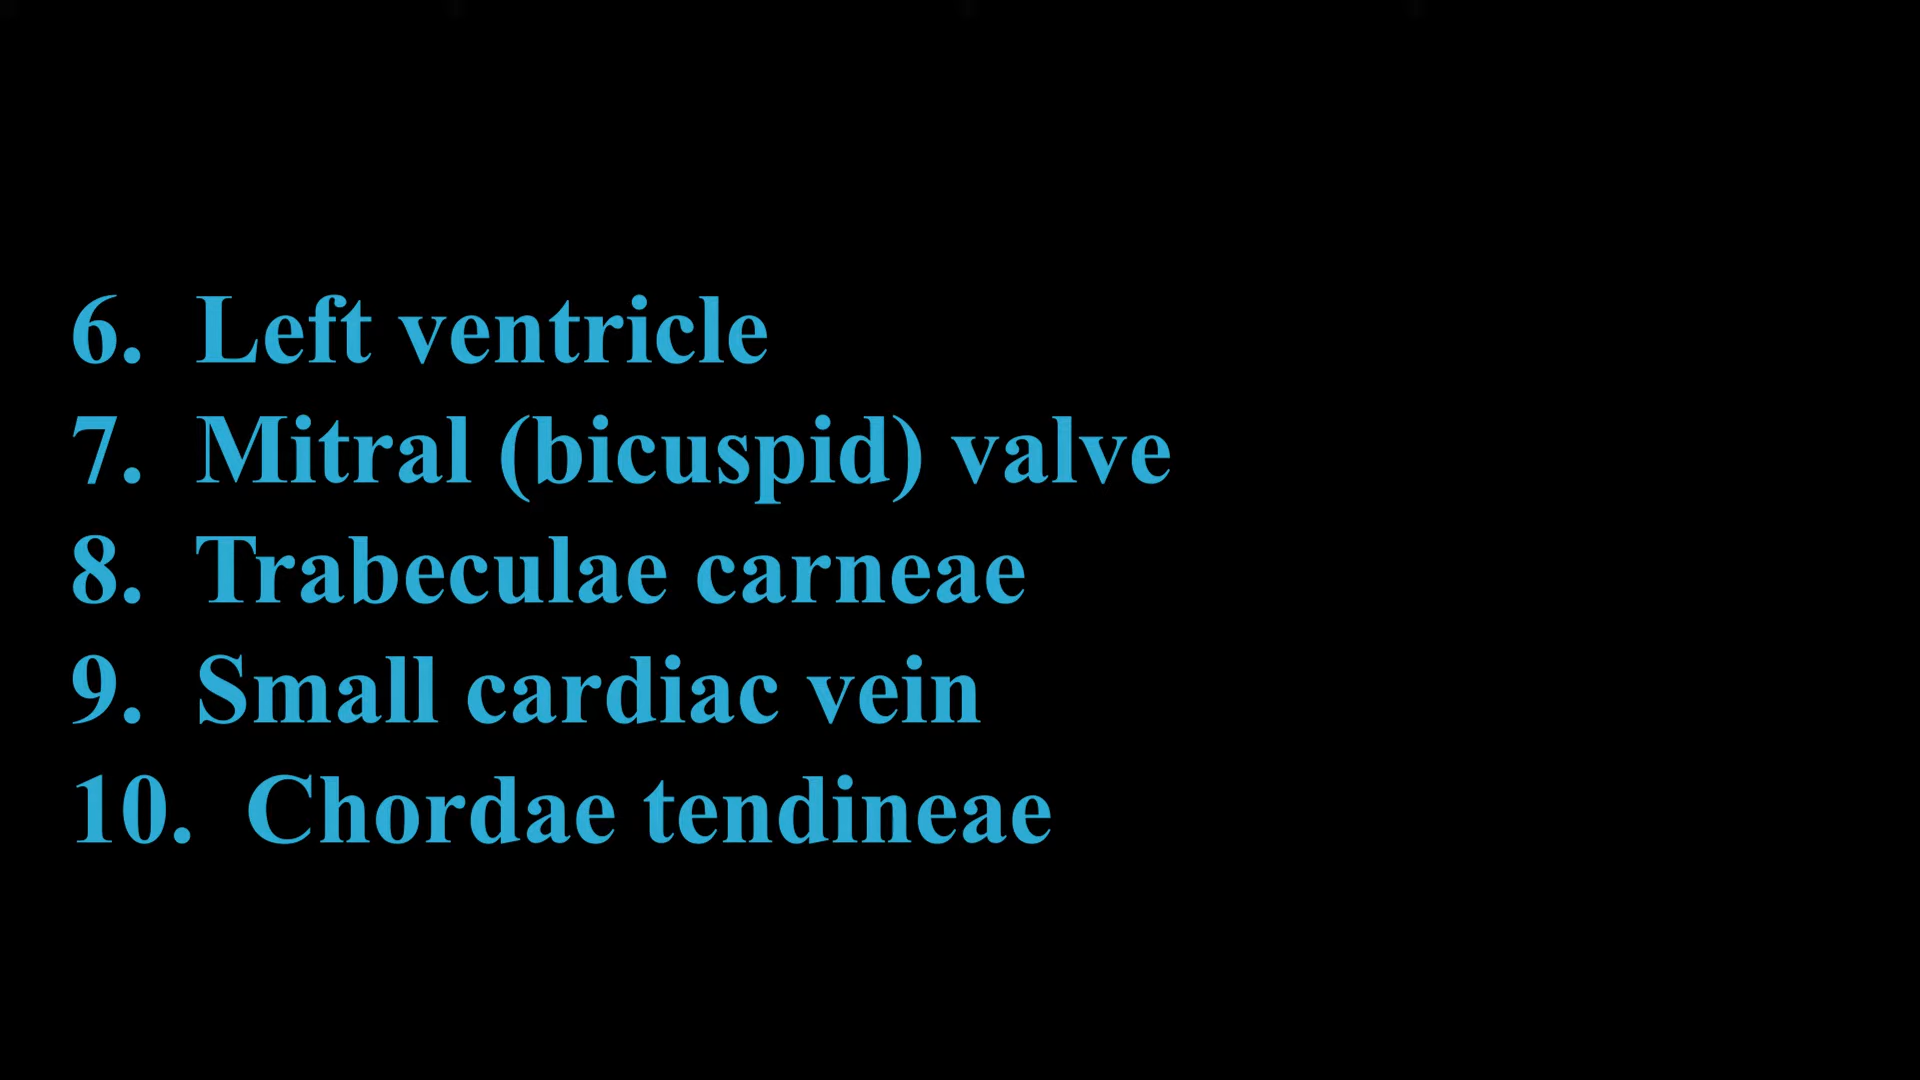 6. Left ventricle
7. Mitral (bicuspid) valve
8. Trabeculae carneae
9. Small cardiac vein
10. Chordae tendineae